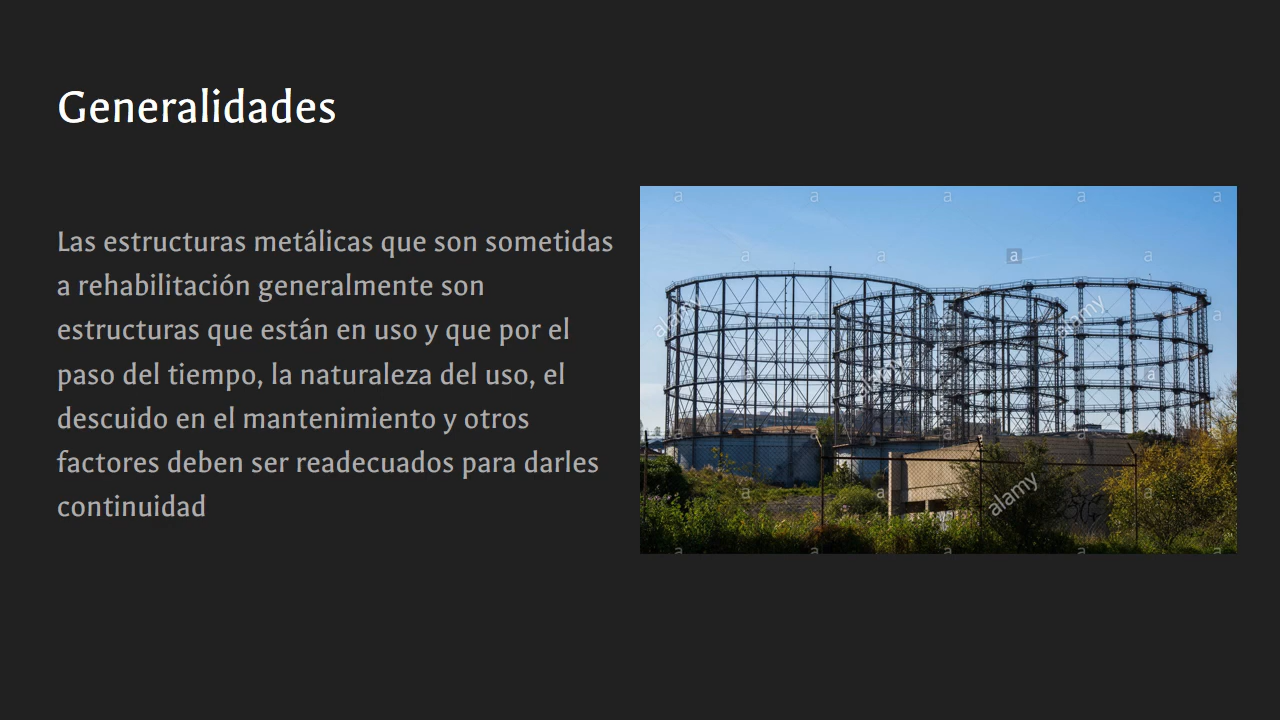 Generalidades
Las estructuras metálicas que son sometidas
a rehabilitación generalmente son
estructuras que están en uso y que por el
paso del tiempo, la naturaleza del uso, el
descuido en el mantenimiento y otros
factores deben ser readecuados para darles
continuidad
a a a a a
a a a a
alamy alamy a
alamy a a
a alamy a a
a a a a a